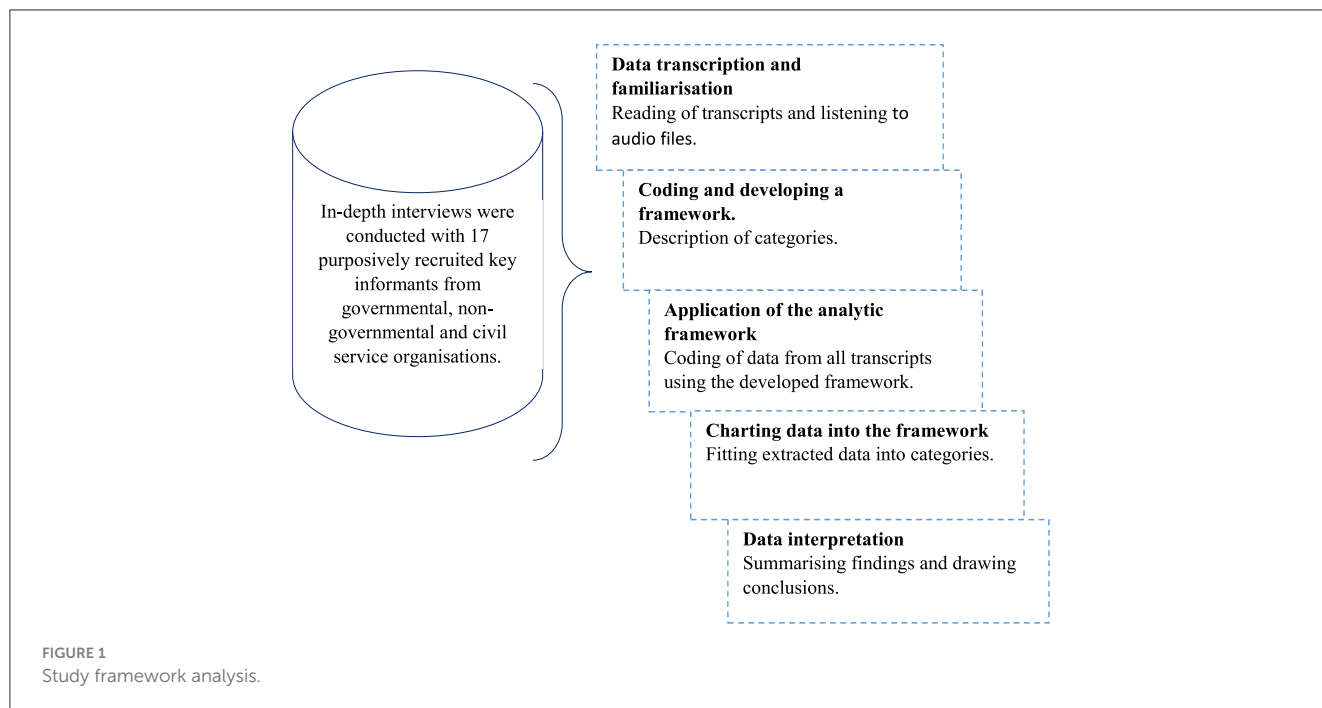 In-depth interviews were
conducted with 17
purposively recruited key
informants from
governmental, non-
governmental and civil
service organisations.
Data transcription and
familiarisation
Reading of transcripts and listening to
audio files.
Coding and developing a
framework.
Description of categories.
Application of the analytic
framework
Coding of data from all transcripts
using the developed framework.
Charting data into the framework
Fitting extracted data into categories.
Data interpretation
Summarising findings and drawing
conclusions.
FIGURE 1
Study framework analysis.